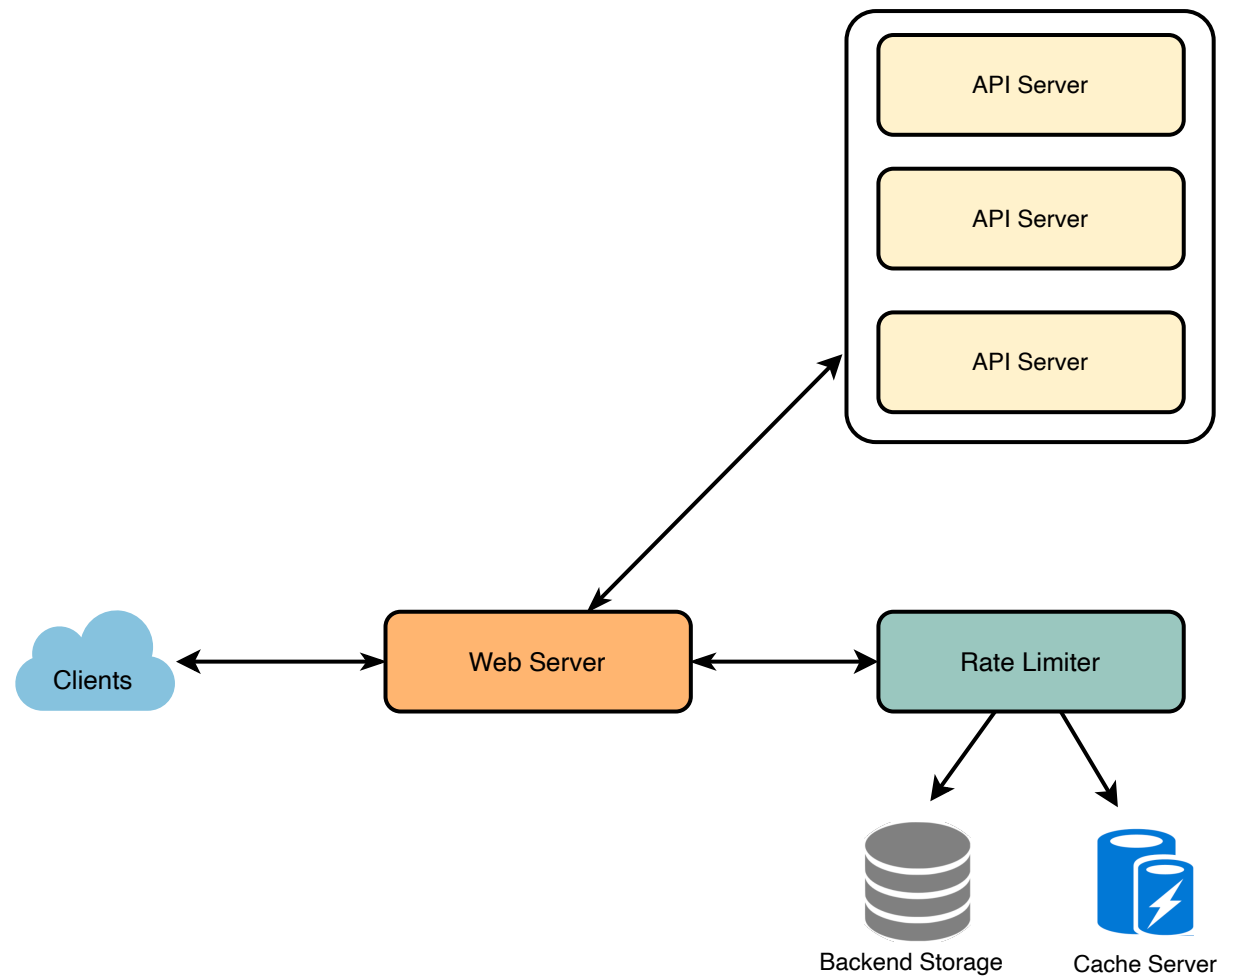 API Server
API Server
API Server
Clients
Web Server
Rate Limiter
Backend Storage
Cache Server